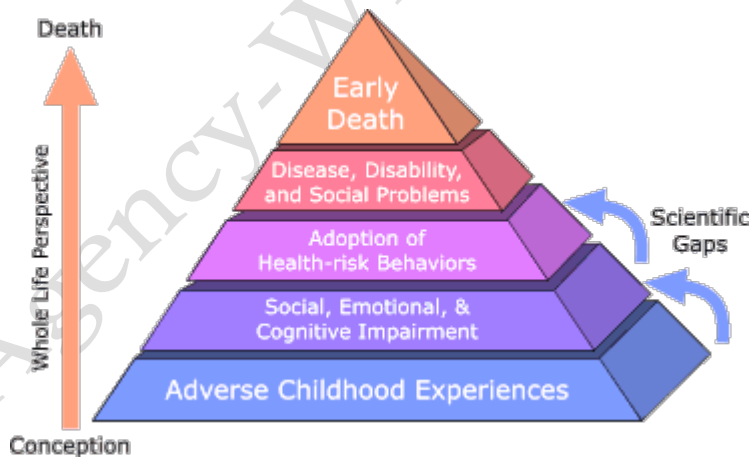 Death
Early
Death
Disease, Disability,
and Social Problems
Adoption of
Health-risk Behaviors
Social, Emotional, &
Cognitive Impairment
Adverse Childhood Experiences
Scientific
Gaps
Whole Life Perspective
Conception
Agency-W